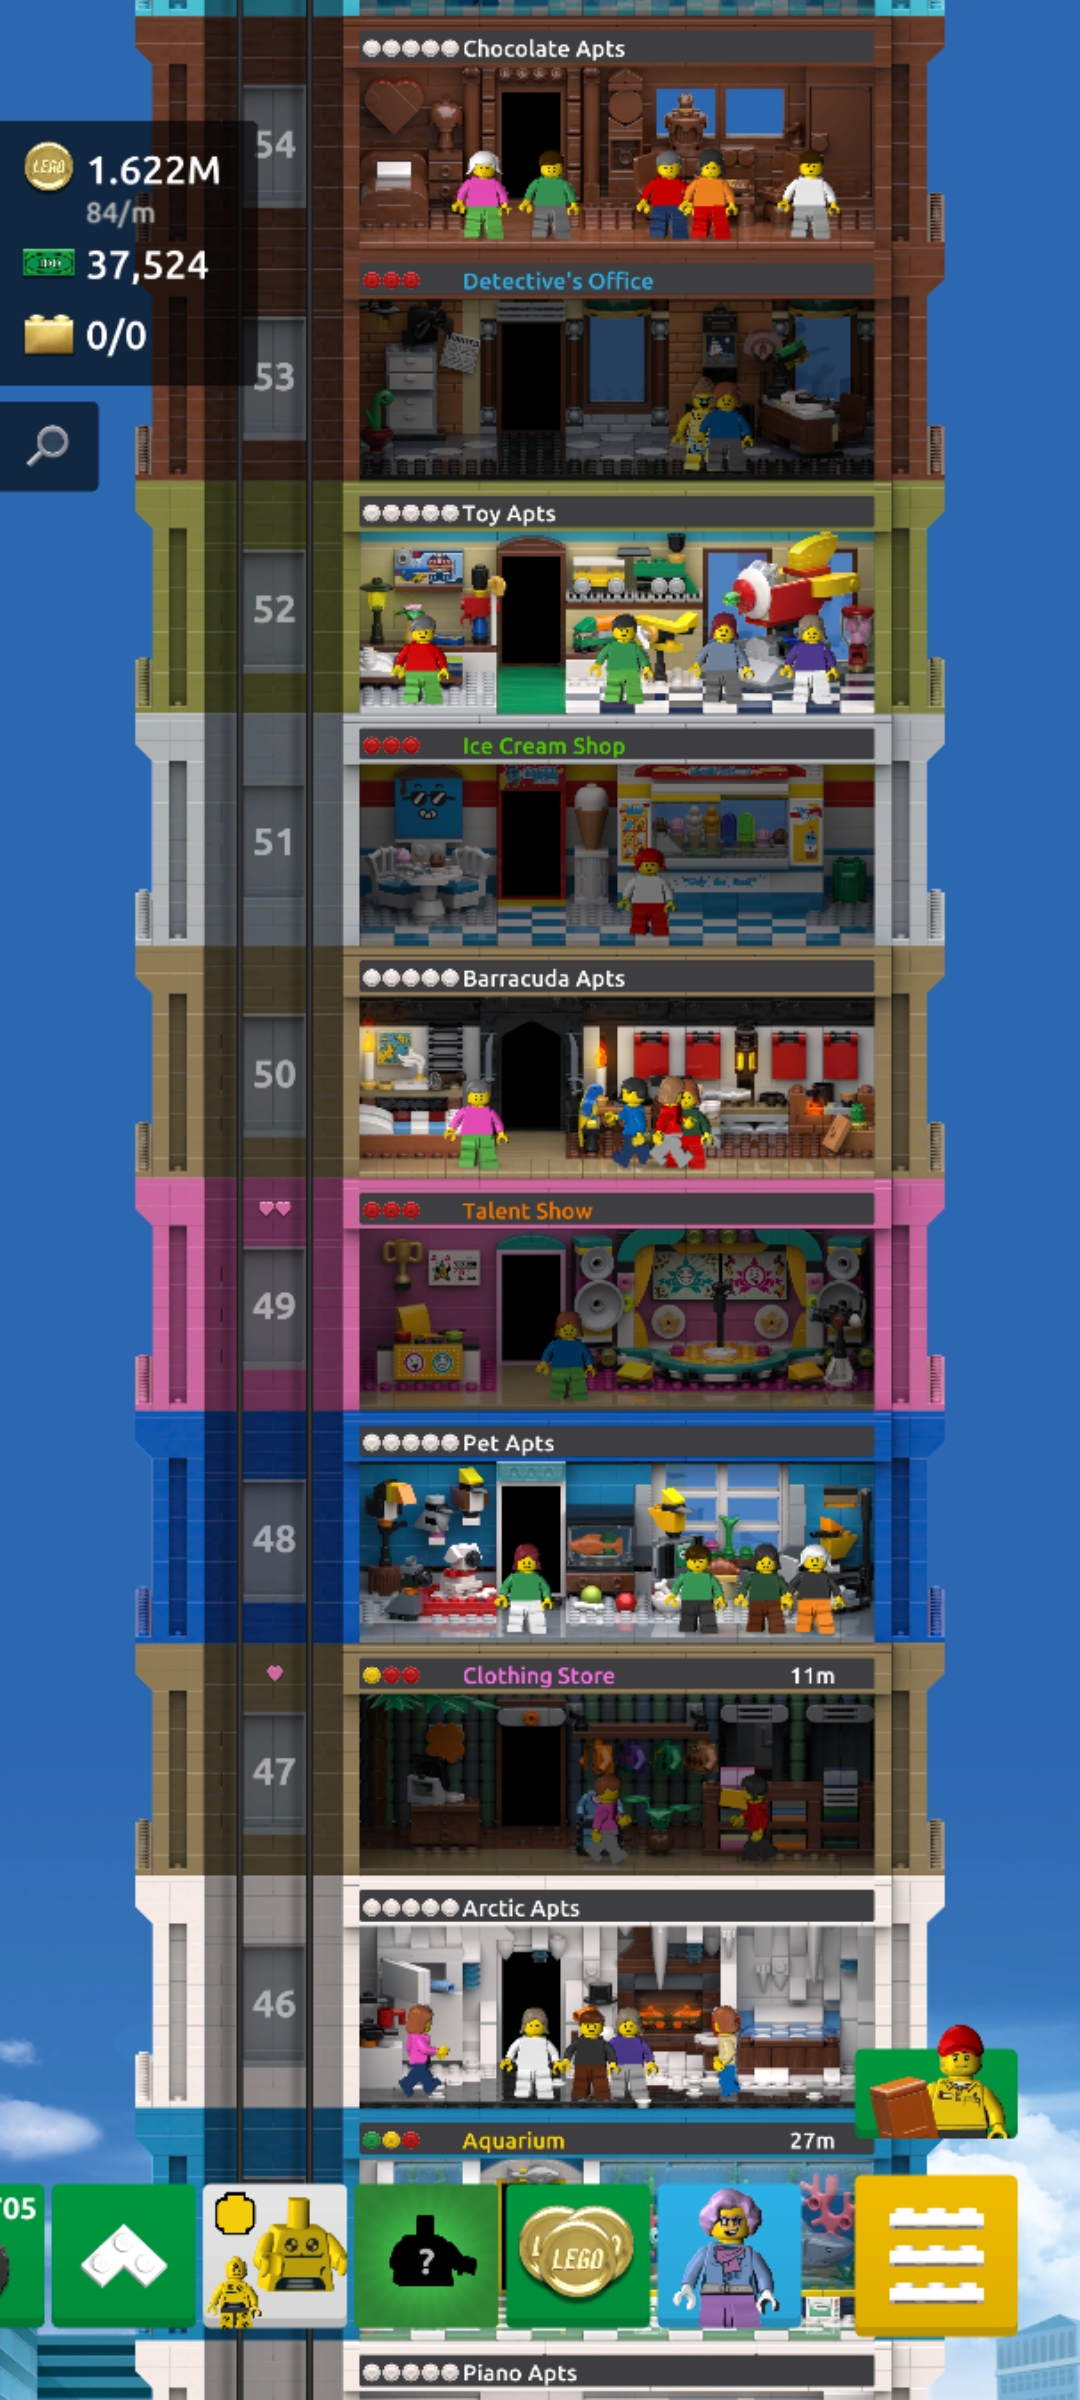 Chocolate Apts
54
LEGO
1.622M
84/m
37,524
0/0
Detective's Office
53
Toy Apts
52
Ice Cream Shop
51
Barracuda Apts
50
Talent Show
49
Pet Apts
48
Clothing Store 11m
47
Arctic Apts
46
Aquarium 27m
705
?
LEGO
Piano Apts